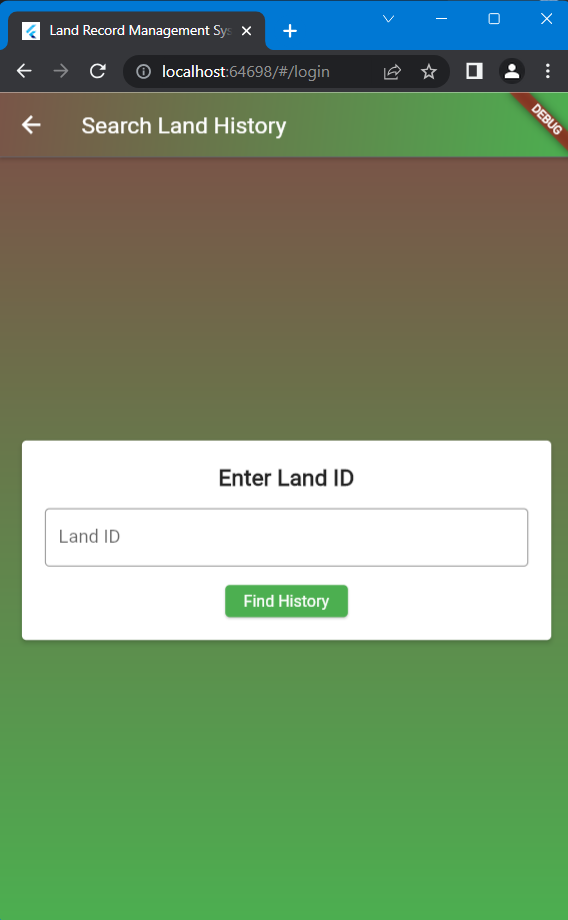 Land Record Management Sys
localhost:64698/#/login
Search Land History
DEBUG
Enter Land ID
Land ID
Find History